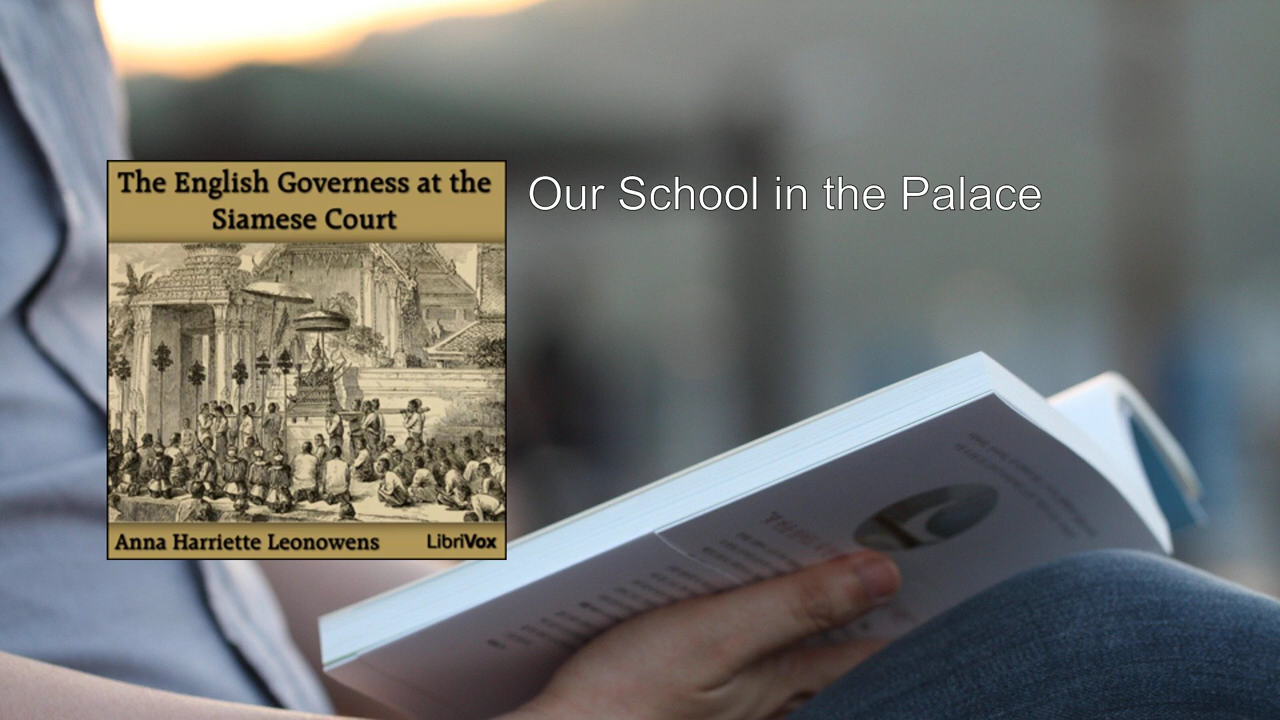 The English Governess at the
Siamese Court
Anna Harriette Leonowens
LibriVox
Our School in the Palace